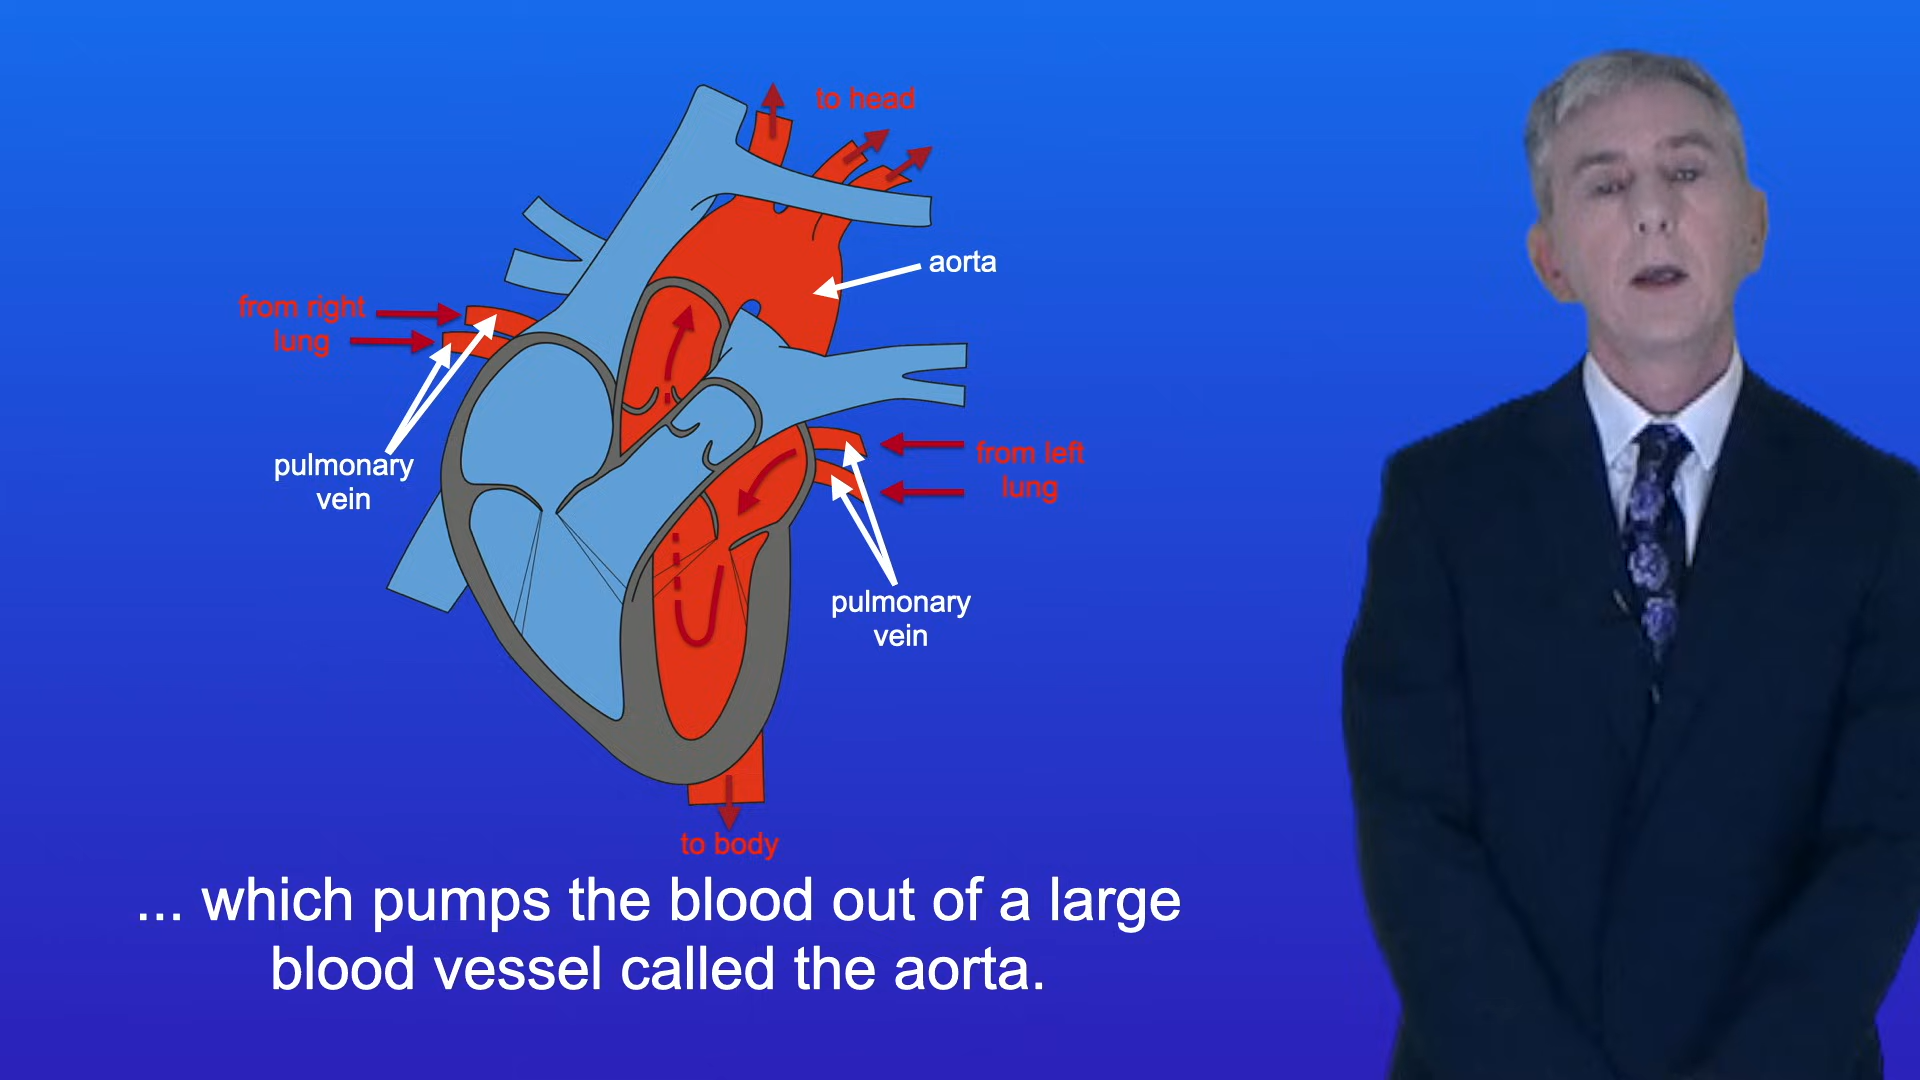 to head
aorta
from right
lung
pulmonary
vein
from left
lung
pulmonary
vein
to body
... which pumps the blood out of a large
blood vessel called the aorta.